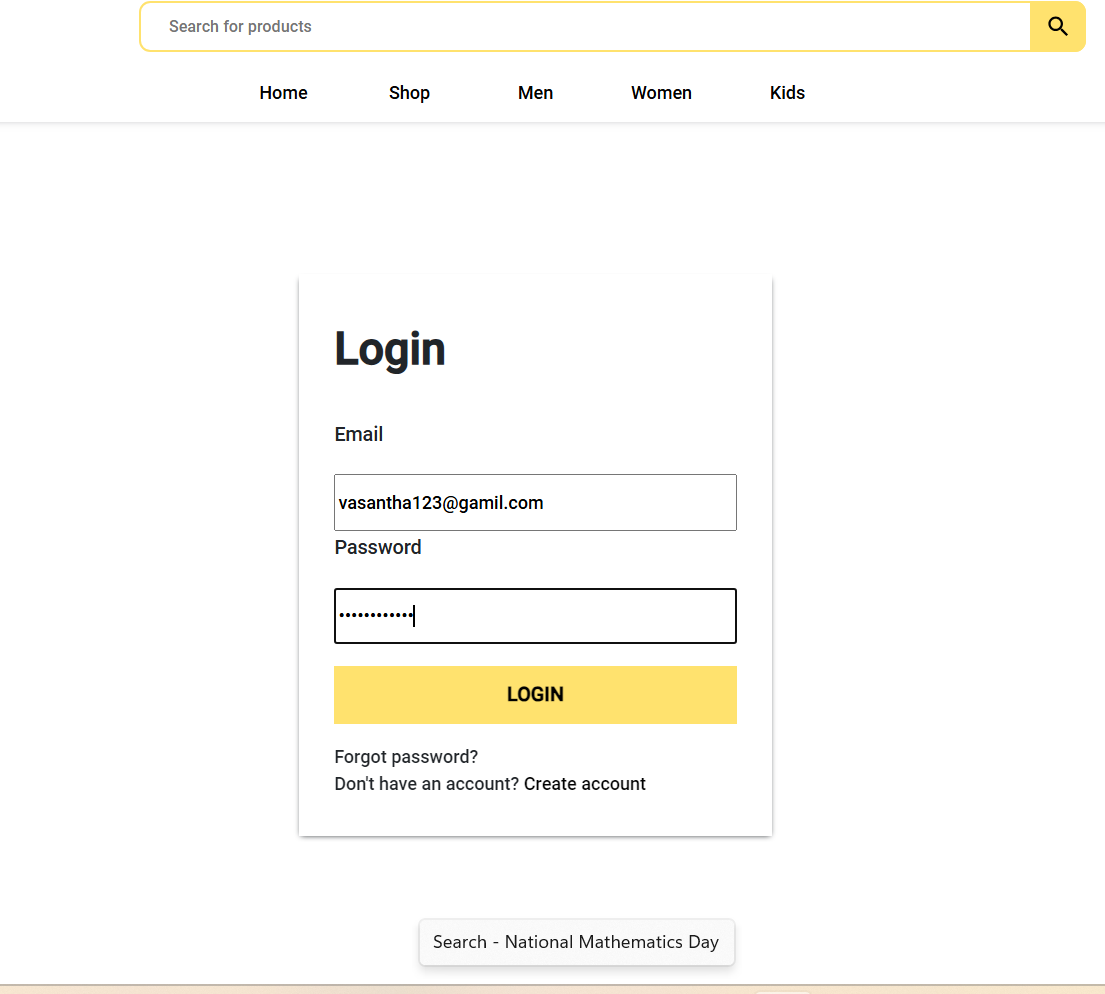 Search for products
Home Shop Men Women Kids
Login
Email
vasantha123@gamil.com
Password
••••••••••••
LOGIN
Forgot password?
Don't have an account? Create account
Search - National Mathematics Day